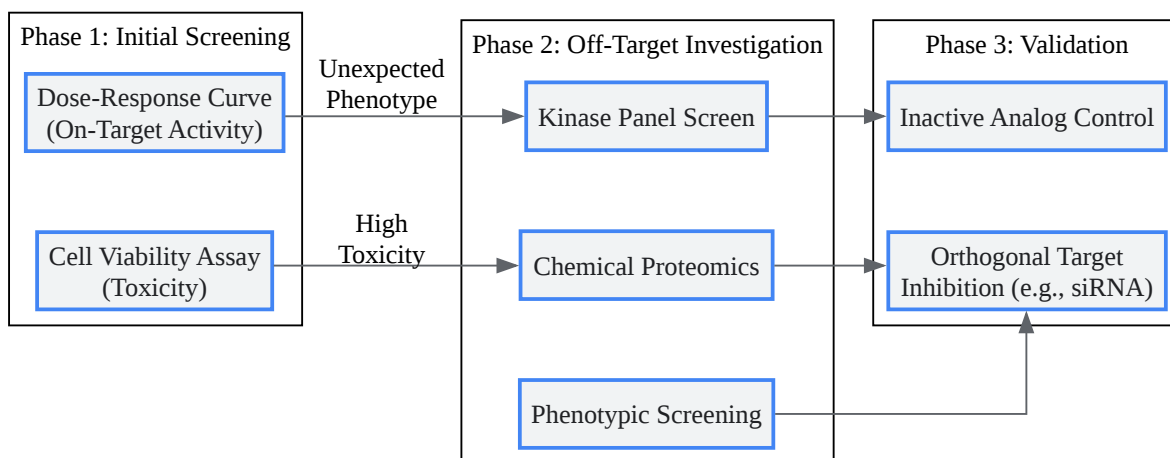 Phase 1: Initial Screening
Dose-Response Curve
(On-Target Activity)
Cell Viability Assay
(Toxicity)
Unexpected
Phenotype
High
Toxicity
Phase 2: Off-Target Investigation
Kinase Panel Screen
Chemical Proteomics
Phenotypic Screening
Phase 3: Validation
Inactive Analog Control
Orthogonal Target
Inhibition (e.g., siRNA)